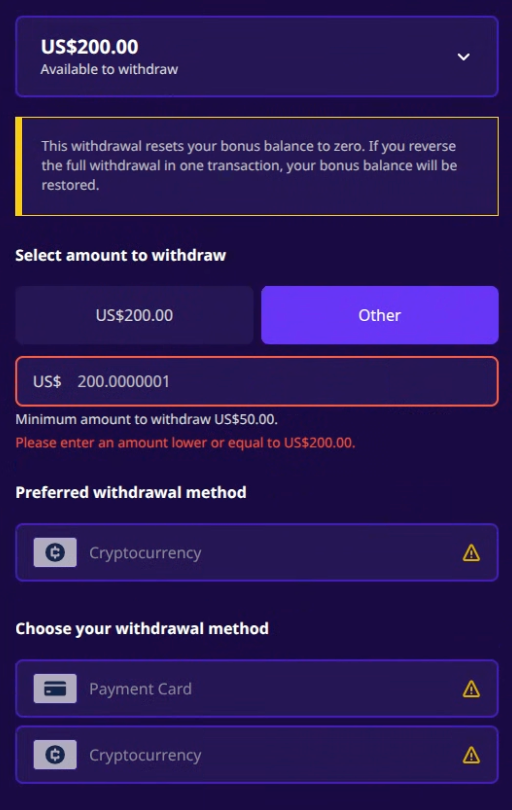 US$200.00
Available to withdraw
This withdrawal resets your bonus balance to zero. If you reverse
the full withdrawal in one transaction, your bonus balance will be
restored.
Select amount to withdraw
US$200.00
Other
US$ 200.0000001
Minimum amount to withdraw US$50.00.
Please enter an amount lower or equal to US$200.00.
Preferred withdrawal method
Cryptocurrency
Choose your withdrawal method
Payment Card
Cryptocurrency